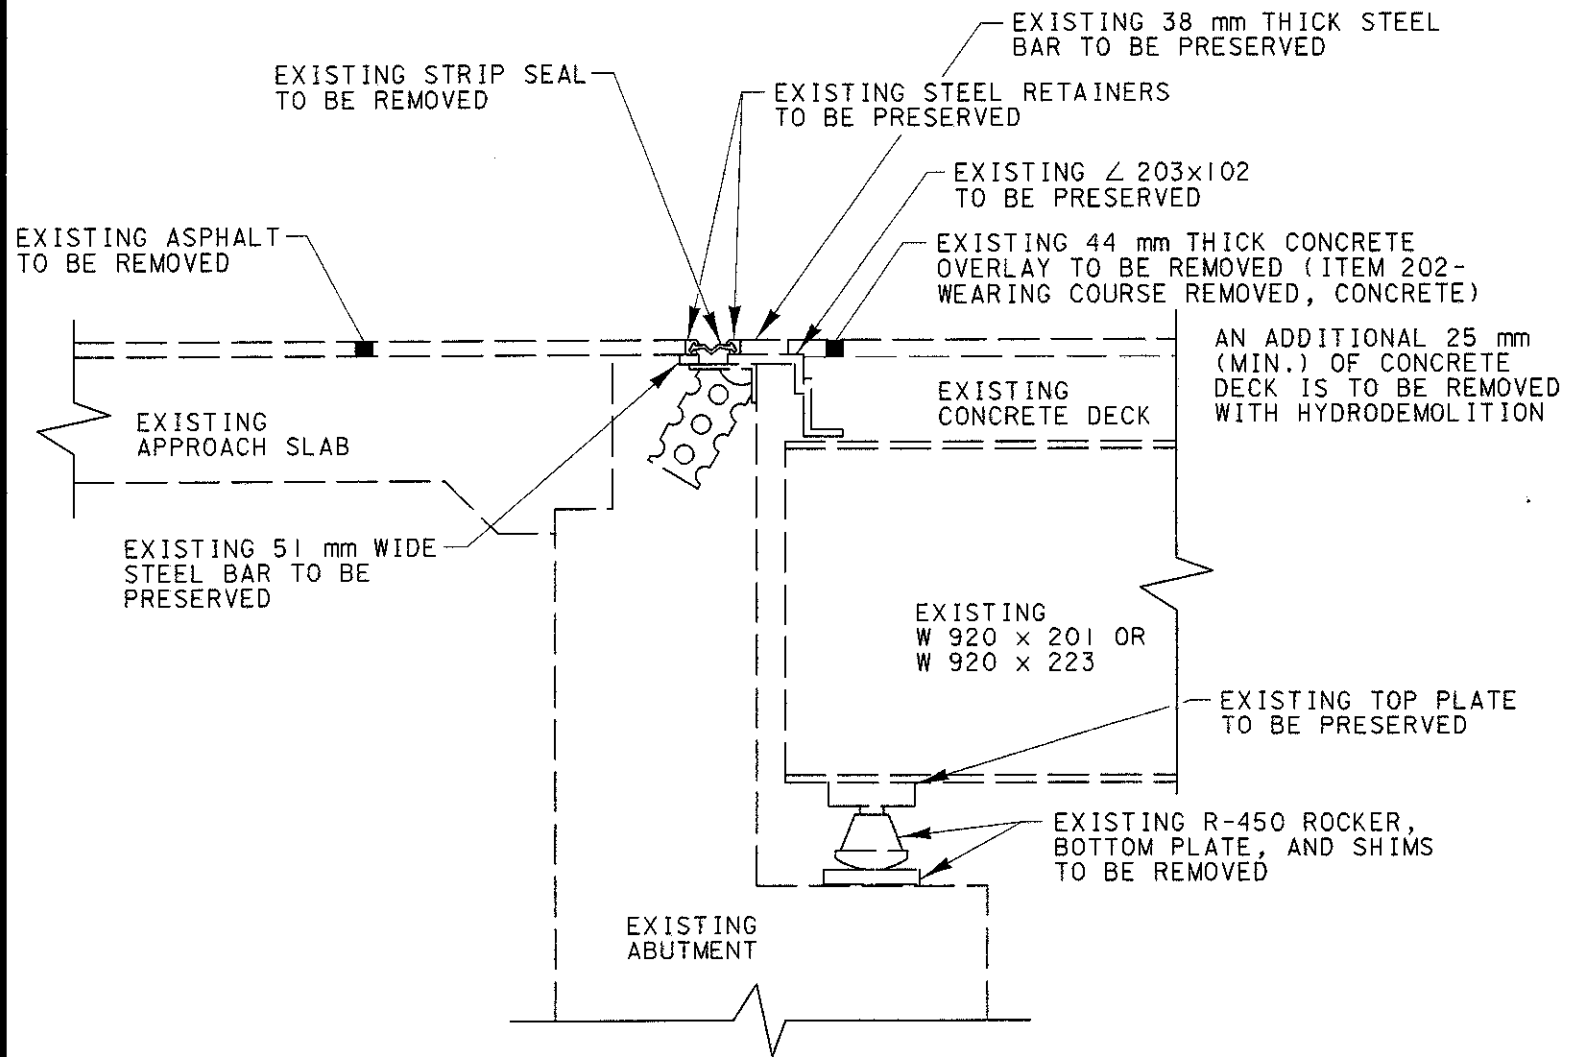 EXISTING 38 mm THICK STEEL
BAR TO BE PRESERVED
EXISTING STRIP SEAL
TO BE REMOVED
EXISTING STEEL RETAINERS
TO BE PRESERVED
EXISTING ∠ 203x102
TO BE PRESERVED
EXISTING ASPHALT
TO BE REMOVED
EXISTING 44 mm THICK CONCRETE
OVERLAY TO BE REMOVED (ITEM 202-
WEARING COURSE REMOVED, CONCRETE)
AN ADDITIONAL 25 mm
(MIN.) OF CONCRETE
DECK IS TO BE REMOVED
WITH HYDRODEMOLITION
EXISTING
CONCRETE DECK
EXISTING
APPROACH SLAB
EXISTING 51 mm WIDE
STEEL BAR TO BE
PRESERVED
EXISTING
W 920 x 201 OR
W 920 x 223
EXISTING TOP PLATE
TO BE PRESERVED
EXISTING R-450 ROCKER,
BOTTOM PLATE, AND SHIMS
TO BE REMOVED
EXISTING
ABUTMENT